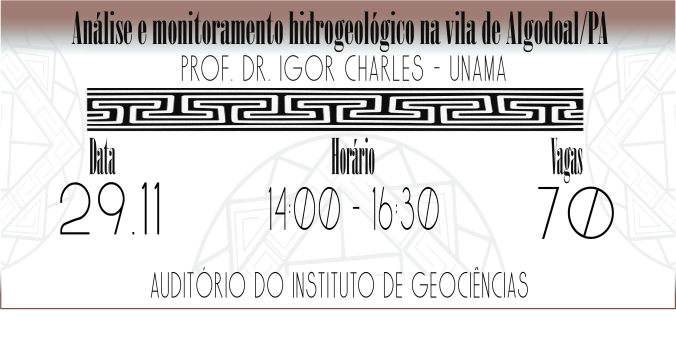 Análise e monitoramento hidrogeológico na vila de Algodoal/PA
PROF. DR. IGOR CHARLES - UNAMA
Data Horário Vagas
29.11 14:00 - 16:30 70
AUDITÓRIO DO INSTITUTO DE GEOCIÊNCIAS